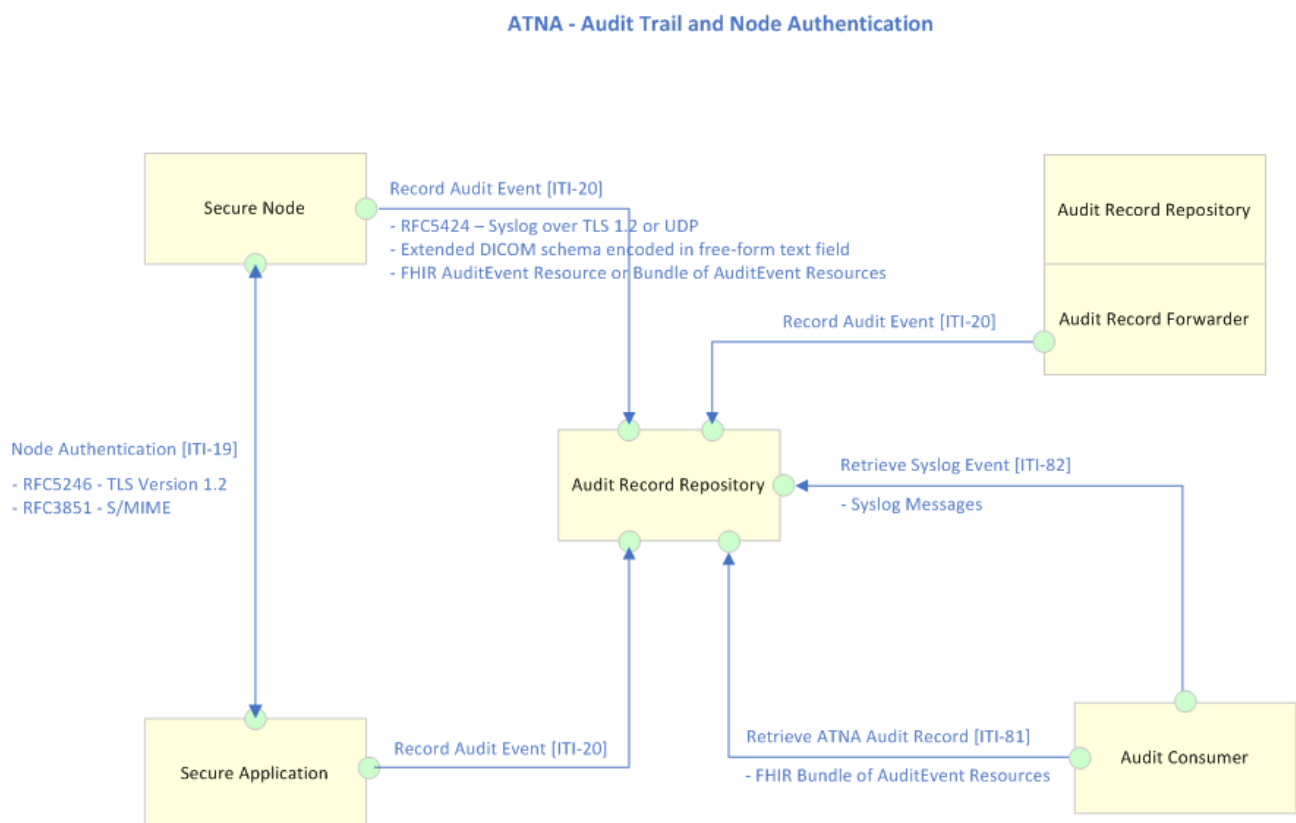 ATNA - Audit Trail and Node Authentication
Secure Node
Record Audit Event [ITI-20]
- RFC5424 – Syslog over TLS 1.2 or UDP
- Extended DICOM schema encoded in free-form text field
- FHIR AuditEvent Resource or Bundle of AuditEvent Resources
Audit Record Repository
Audit Record Forwarder
Record Audit Event [ITI-20]
Node Authentication [ITI-19]
- RFC5246 - TLS Version 1.2
- RFC3851 - S/MIME
Audit Record Repository
Retrieve Syslog Event [ITI-82]
- Syslog Messages
Secure Application
Record Audit Event [ITI-20]
Retrieve ATNA Audit Record [ITI-81]
- FHIR Bundle of AuditEvent Resources
Audit Consumer